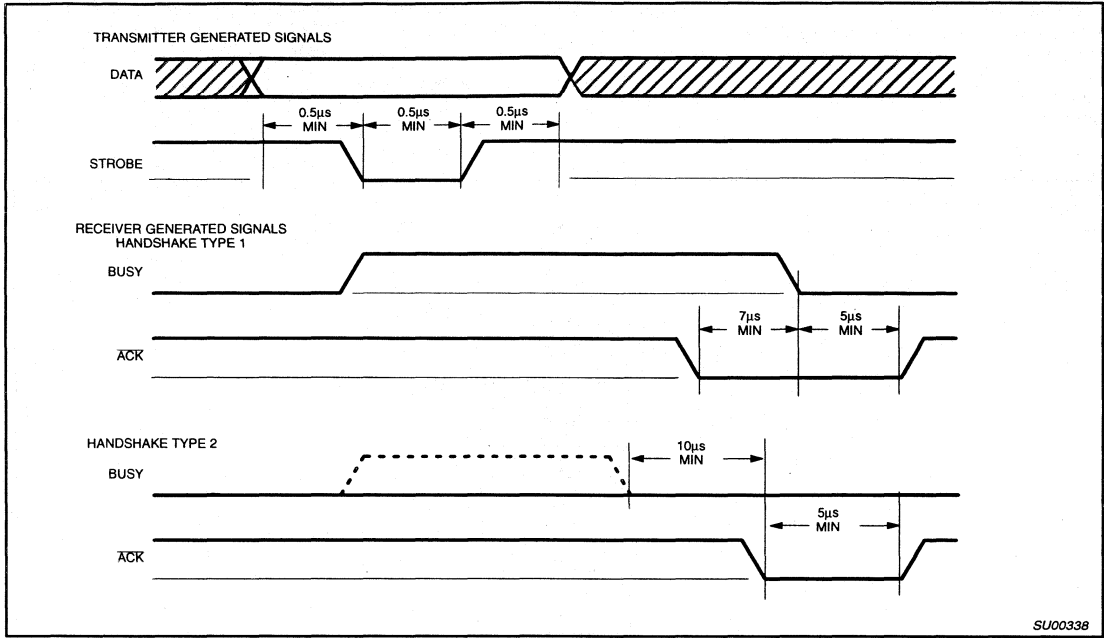 TRANSMITTER GENERATED SIGNALS
DATA
0.5μs MIN
0.5μs MIN
0.5μs MIN
STROBE
RECEIVER GENERATED SIGNALS
HANDSHAKE TYPE 1
BUSY
7μs MIN
5μs MIN
ACK
HANDSHAKE TYPE 2
10μs MIN
BUSY
5μs MIN
ACK
SU00338